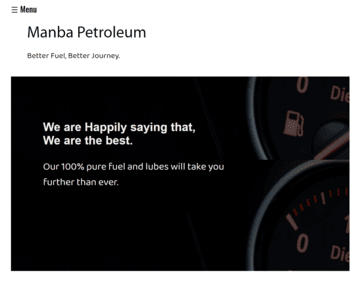 ☰ Menu
Manba Petroleum
Better Fuel, Better Journey.
We are Happily saying that,
We are the best.
Our 100% pure fuel and lubes will take you
further than ever.
0
Die
0
Die